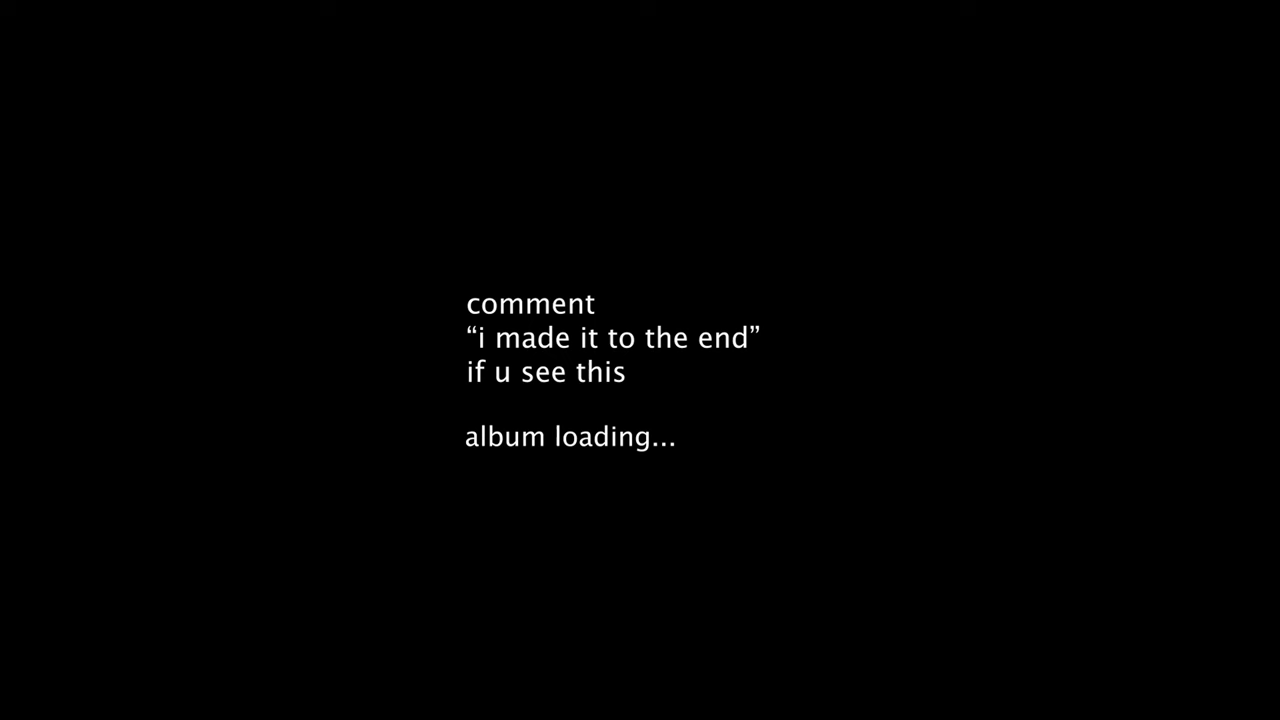 comment
“i made it to the end”
if u see this
album loading...